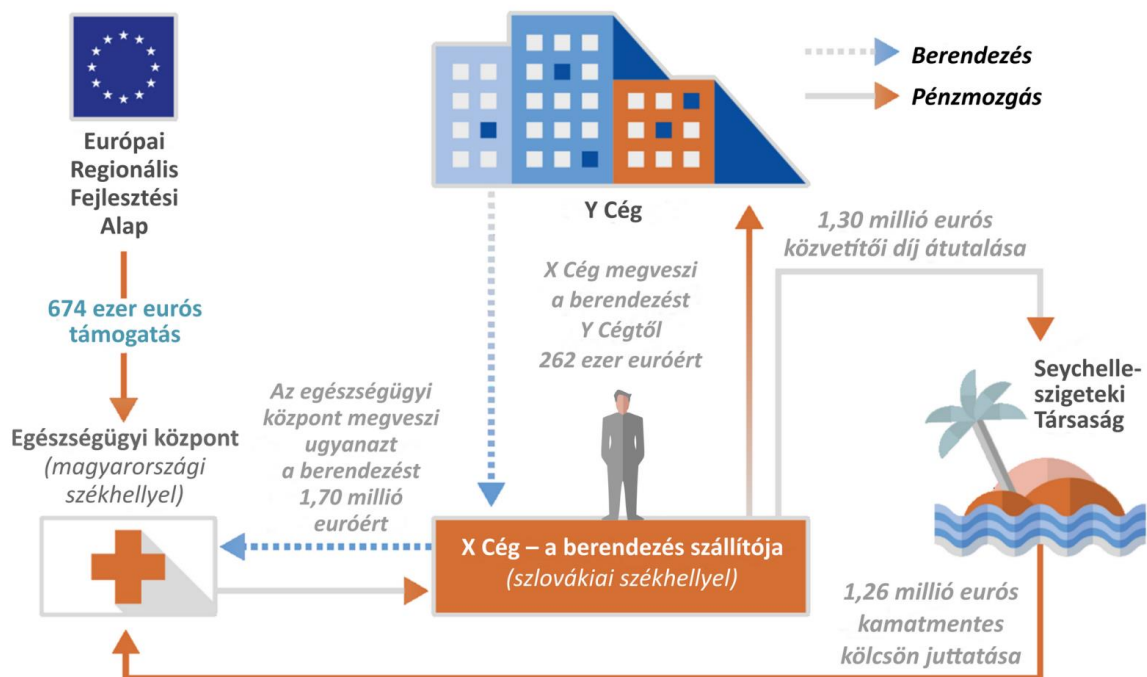 Európai
Regionális
Fejlesztési
Alap
674 ezer eurós
támogatás
Egészségügyi központ
(magyarországi
székhellyel)
Az egészségügyi
központ megveszi
ugyanazt
a berendezést
1,70 millió
euróért
Y Cég
X Cég megveszi
a berendezést
Y Cégtől
262 ezer euróért
X Cég – a berendezés szállítója
(szlovákiai székhellyel)
Berendezés
Pénzmozgás
1,30 millió eurós
közvetítői díj átutalása
Seychelle-
szigeteki
Társaság
1,26 millió eurós
kamatmentes
kölcsön juttatása